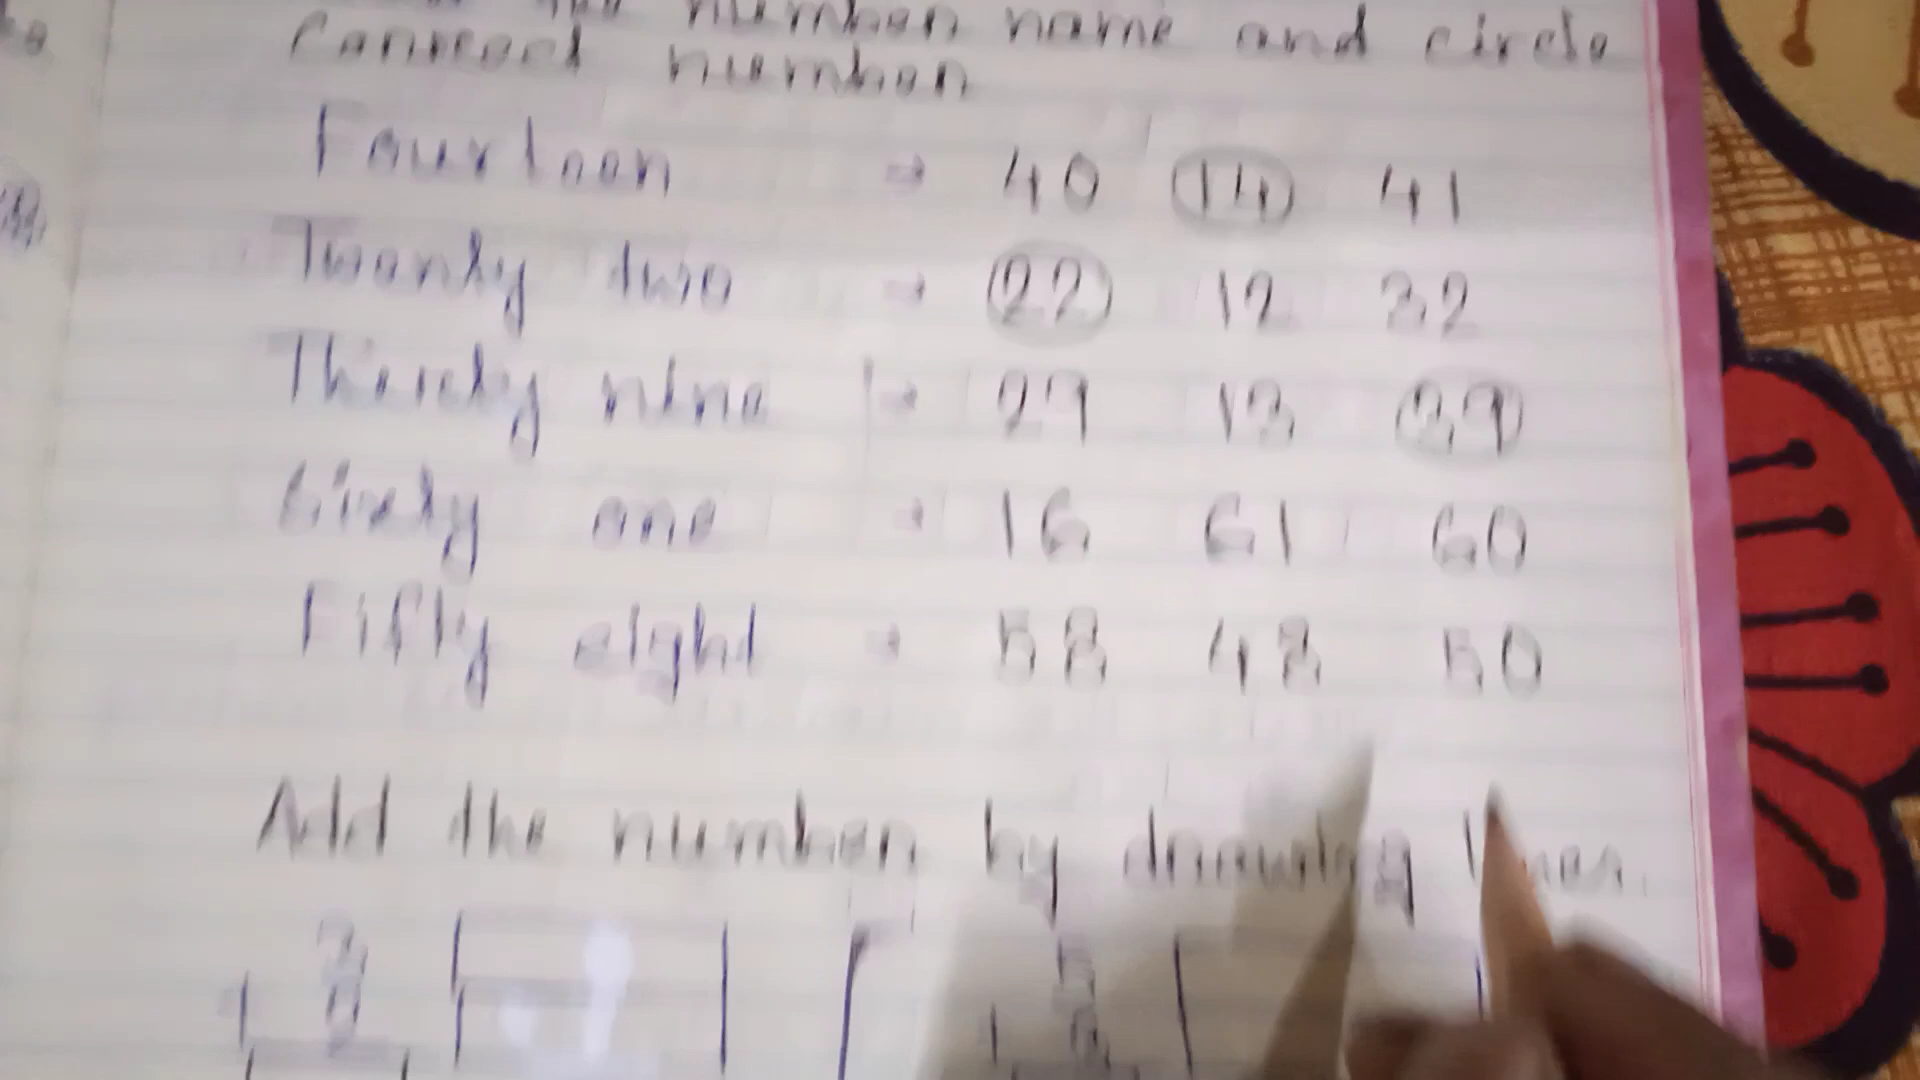 the number name and circle
correct number
Fourteen → 40 14 41
Twenty two → 22 12 32
Thirty nine → 29 13 39
Sixty one → 16 61 60
Fifty eight → 58 48 50
Add the number by drawing lines.